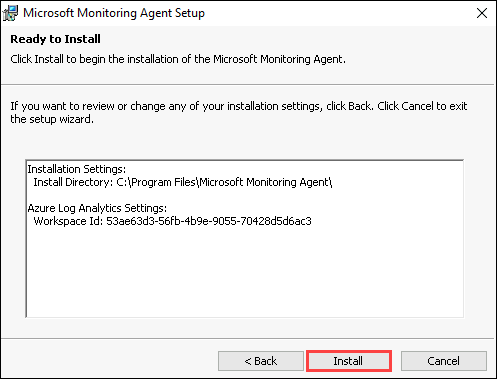 Microsoft Monitoring Agent Setup
Ready to Install
Click Install to begin the installation of the Microsoft Monitoring Agent.
If you want to review or change any of your installation settings, click Back. Click Cancel to exit
the setup wizard.
Installation Settings:
Install Directory: C:\Program Files\Microsoft Monitoring Agent\
Azure Log Analytics Settings:
Workspace Id: 53ae63d3-56fb-4b9e-9055-70428d5d6ac3
< Back
Install
Cancel